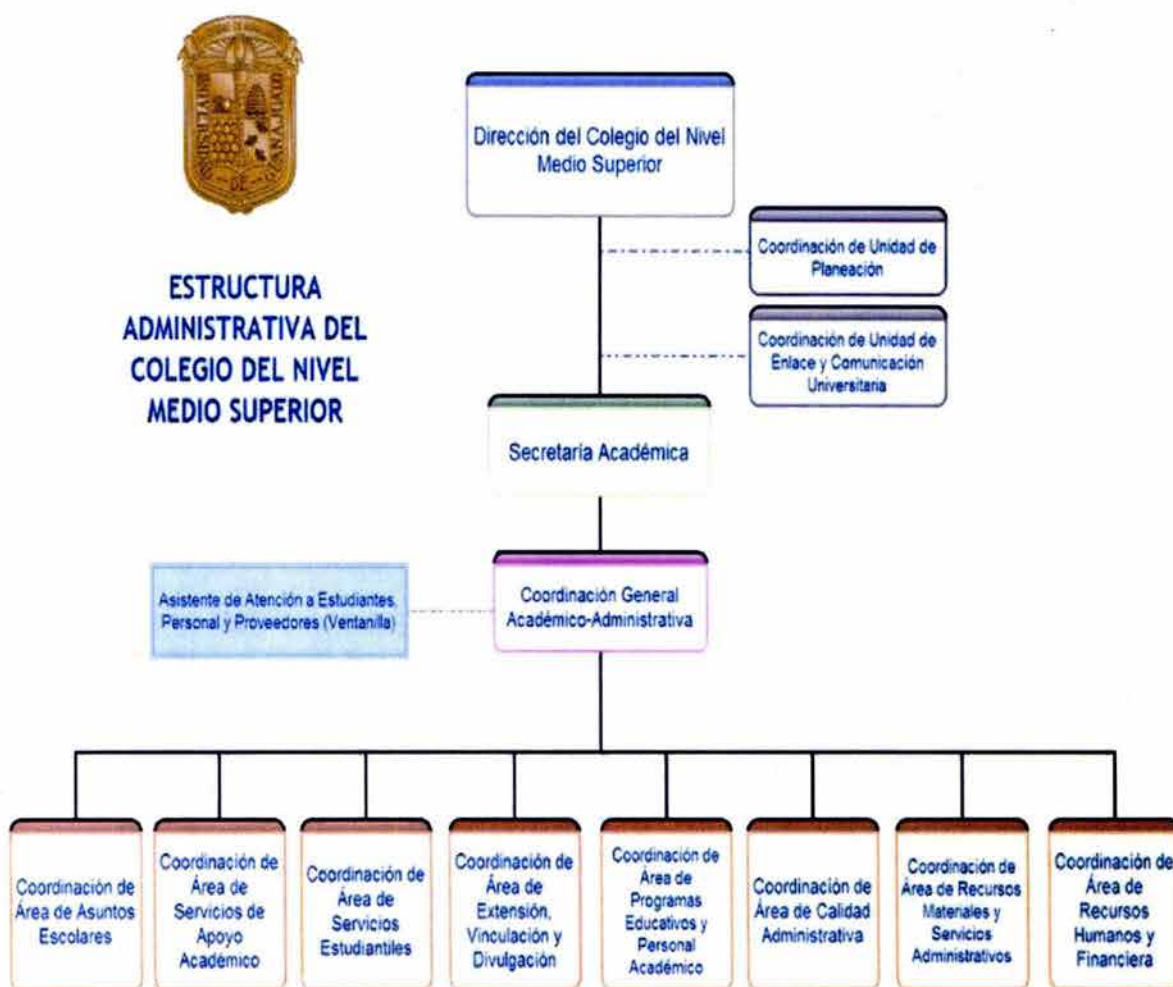 UNIVERSIDAD
DE
GUANAJUATO
ESTRUCTURA
ADMINISTRATIVA DEL
COLEGIO DEL NIVEL
MEDIO SUPERIOR
Dirección del Colegio del Nivel
Medio Superior
Coordinación de Unidad de
Planeación
Coordinación de Unidad de
Enlace y Comunicación
Universitaria
Secretaría Académica
Coordinación General
Académico-Administrativa
Asistente de Atención a Estudiantes,
Personal y Proveedores (Ventanilla)
Coordinación de
Área de Asuntos
Escolares
Coordinación de
Área de
Servicios de
Apoyo
Académico
Coordinación de
Área de
Servicios
Estudiantiles
Coordinación de
Área de
Extensión,
Vinculación y
Divulgación
Coordinación de
Área de
Programas
Educativos y
Personal
Académico
Coordinación de
Área de Calidad
Administrativa
Coordinación de
Área de Recursos
Materiales y
Servicios
Administrativos
Coordinación de
Área de
Recursos
Humanos y
Financiera